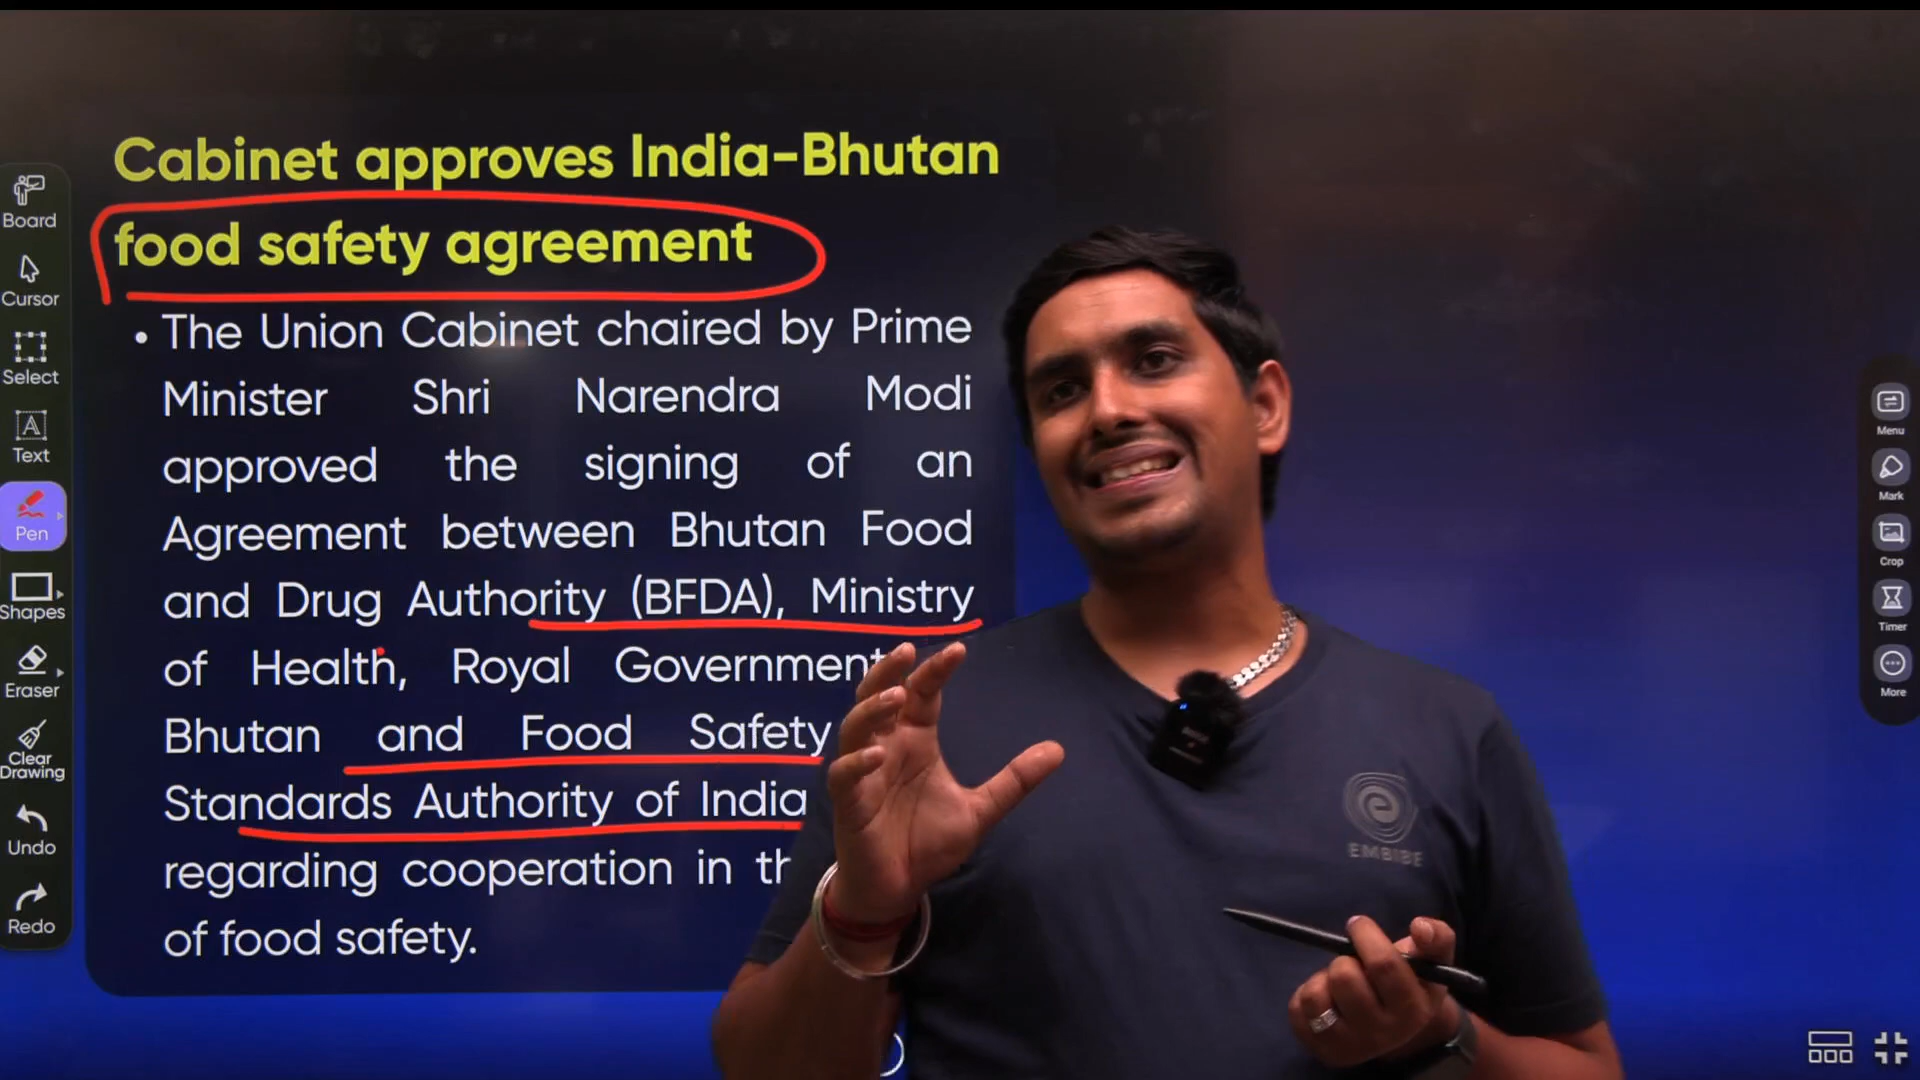 Cabinet approves India-Bhutan
food safety agreement
• The Union Cabinet chaired by Prime
Minister Shri Narendra Modi
approved the signing of an
Agreement between Bhutan Food
and Drug Authority (BFDA), Ministry
of Health, Royal Government
Bhutan and Food Safety
Standards Authority of India
regarding cooperation in
of food safety.
Board
Cursor
Select
Text
Pen
Shapes
Eraser
Clear
Drawing
Undo
Redo
Menu
Mark
Crop
Timer
More
EMBIBE